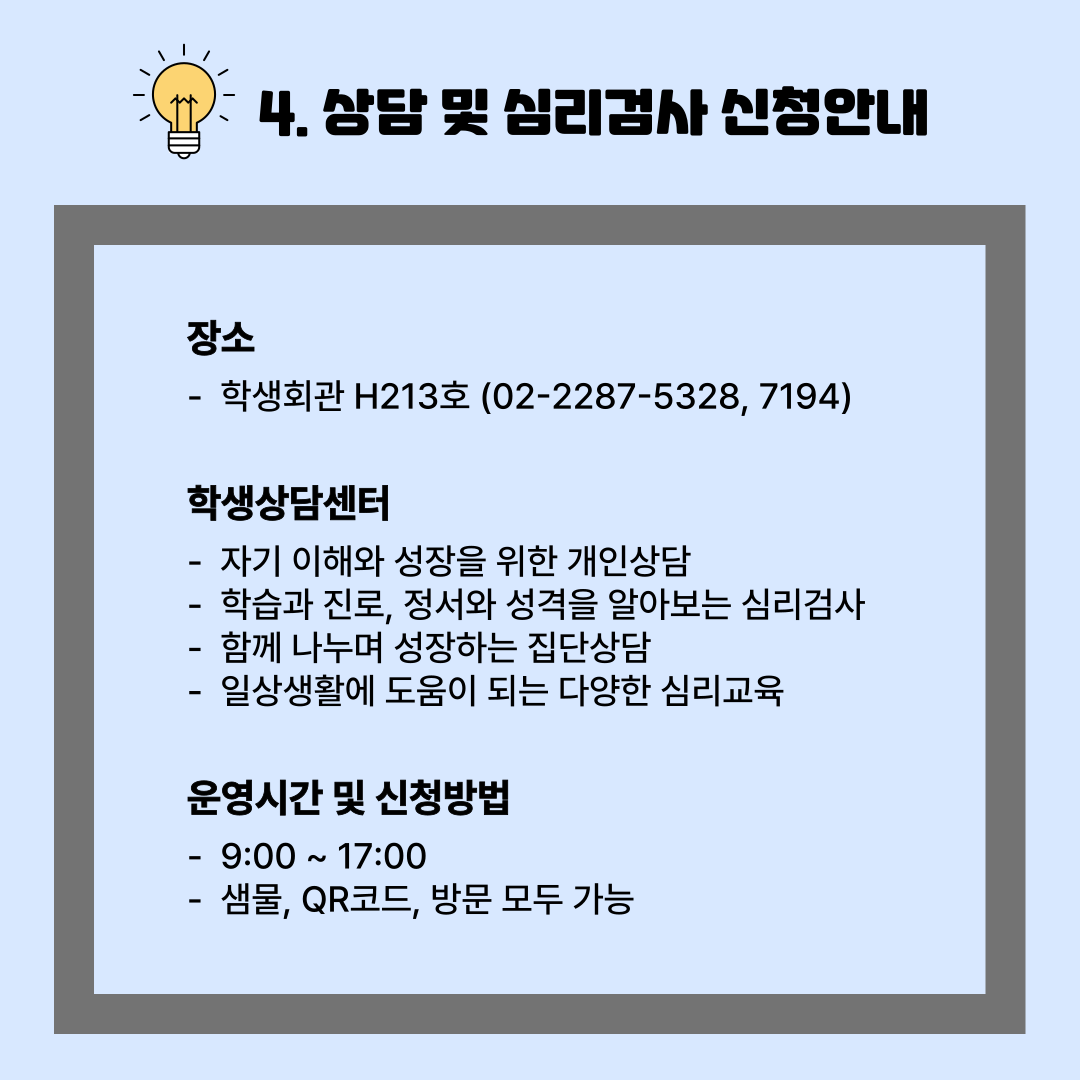 4. 상담 및 심리검사 신청안내
장소
- 학생회관 H213호 (02-2287-5328, 7194)
학생상담센터
- 자기 이해와 성장을 위한 개인상담
- 학습과 진로, 정서와 성격을 알아보는 심리검사
- 함께 나누며 성장하는 집단상담
- 일상생활에 도움이 되는 다양한 심리교육
운영시간 및 신청방법
- 9:00 ~ 17:00
- 샘물, QR코드, 방문 모두 가능